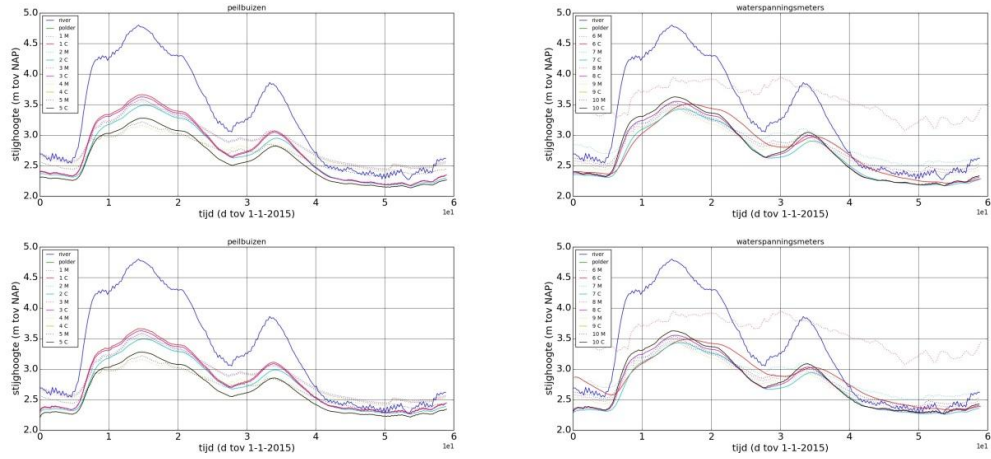 peilbuizen
stijghoogte (m tov NAP)
5.0
4.5
4.0
3.5
3.0
2.5
2.0
river
polder
1 M
1 C
2 M
2 C
3 M
3 C
4 M
4 C
5 M
5 C
0 1 2 3 4 5 6
1e1
tijd (d tov 1-1-2015)
waterspanningsmeters
stijghoogte (m tov NAP)
5.0
4.5
4.0
3.5
3.0
2.5
2.0
river
polder
6 M
6 C
7 M
7 C
8 M
8 C
9 M
9 C
10 M
10 C
0 1 2 3 4 5 6
1e1
tijd (d tov 1-1-2015)
peilbuizen
stijghoogte (m tov NAP)
5.0
4.5
4.0
3.5
3.0
2.5
2.0
river
polder
1 M
1 C
2 M
2 C
3 M
3 C
4 M
4 C
5 M
5 C
0 1 2 3 4 5 6
1e1
tijd (d tov 1-1-2015)
waterspanningsmeters
stijghoogte (m tov NAP)
5.0
4.5
4.0
3.5
3.0
2.5
2.0
river
polder
6 M
6 C
7 M
7 C
8 M
8 C
9 M
9 C
10 M
10 C
0 1 2 3 4 5 6
1e1
tijd (d tov 1-1-2015)